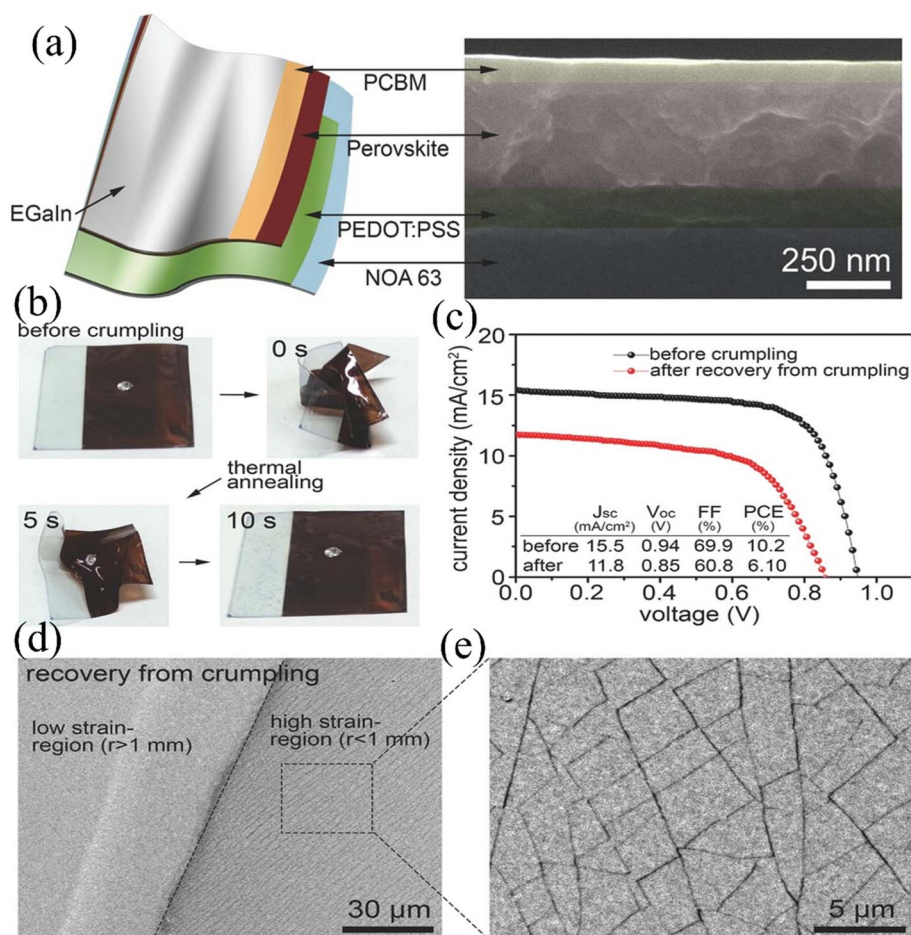 (a)
PCBM
Perovskite
EGaIn
PEDOT:PSS
NOA 63
250 nm
(b)
before crumpling
0 s
thermal
annealing
5 s
10 s
(c)
current density (mA/cm²)
20
15
10
5
0
before crumpling
after recovery from crumpling
Jsc Voc FF PCE
(mA/cm²) (V) (%) (%)
before 15.5 0.94 69.9 10.2
after 11.8 0.85 60.8 6.10
0.0 0.2 0.4 0.6 0.8 1.0
voltage (V)
(d)
recovery from crumpling
low strain-
region (r>1 mm)
high strain-
region (r<1 mm)
30 μm
(e)
5 μm